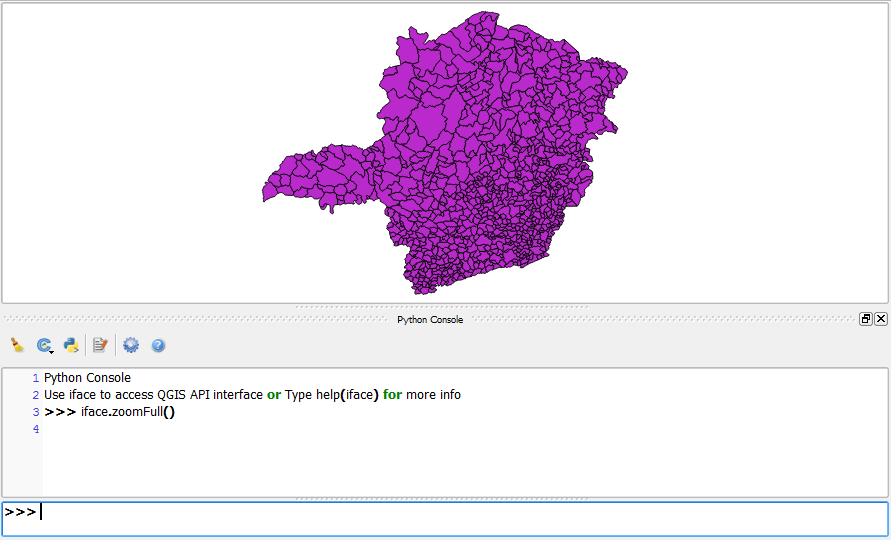 Python Console
1 Python Console
2 Use iface to access QGIS API interface or Type help(iface) for more info
3 >>> iface.zoomFull()
4
>>>